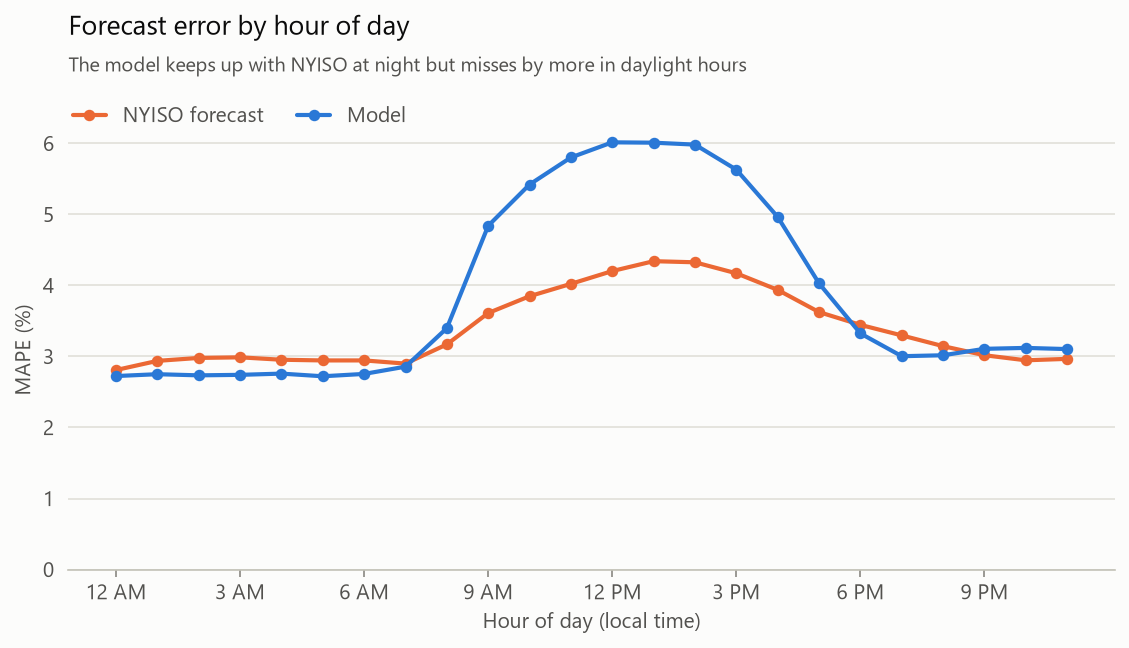 Forecast error by hour of day
The model keeps up with NYISO at night but misses by more in daylight hours
NYISO forecast Model
6
5
4
3
2
1
0
MAPE (%)
12 AM 3 AM 6 AM 9 AM 12 PM 3 PM 6 PM 9 PM
Hour of day (local time)